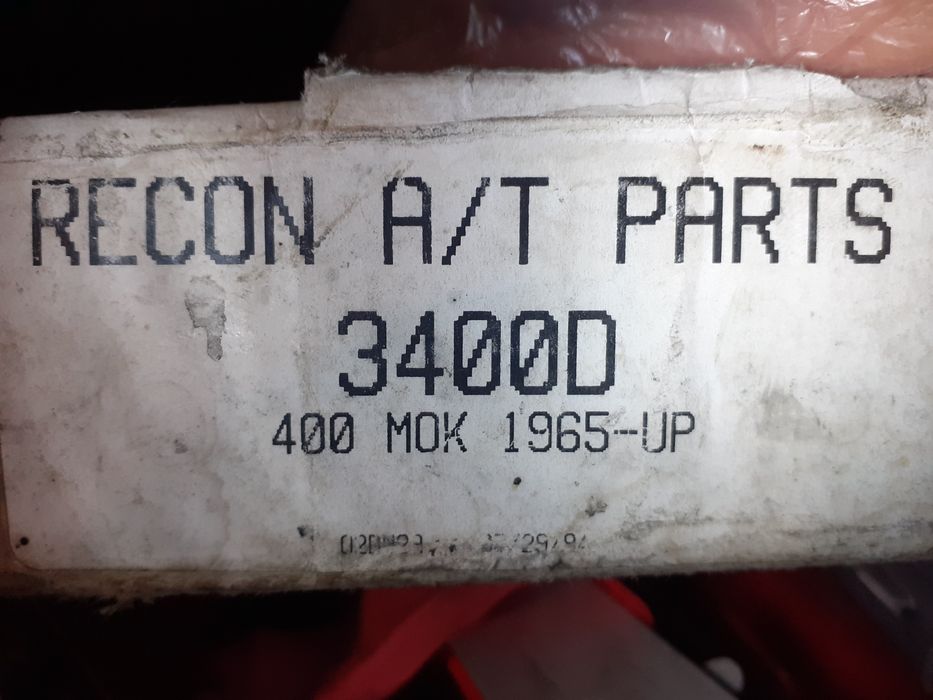 RECON A/T PARTS
3400D
400 MOK 1965-UP